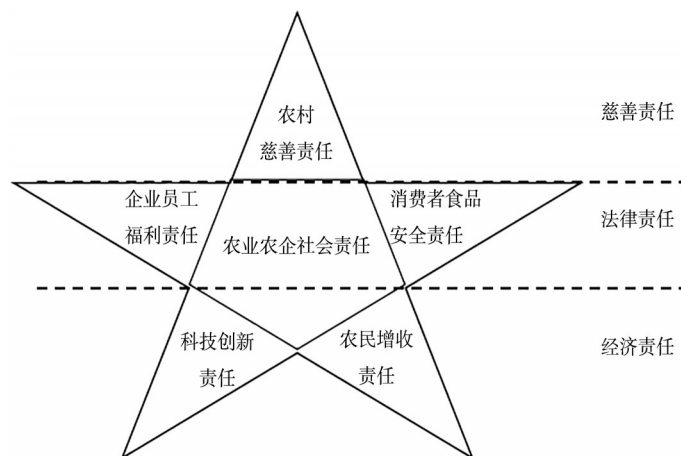 农村
慈善责任
慈善责任
企业员工
福利责任
消费者食品
安全责任
法律责任
农业农企社会责任
科技创新
责任
农民增收
责任
经济责任